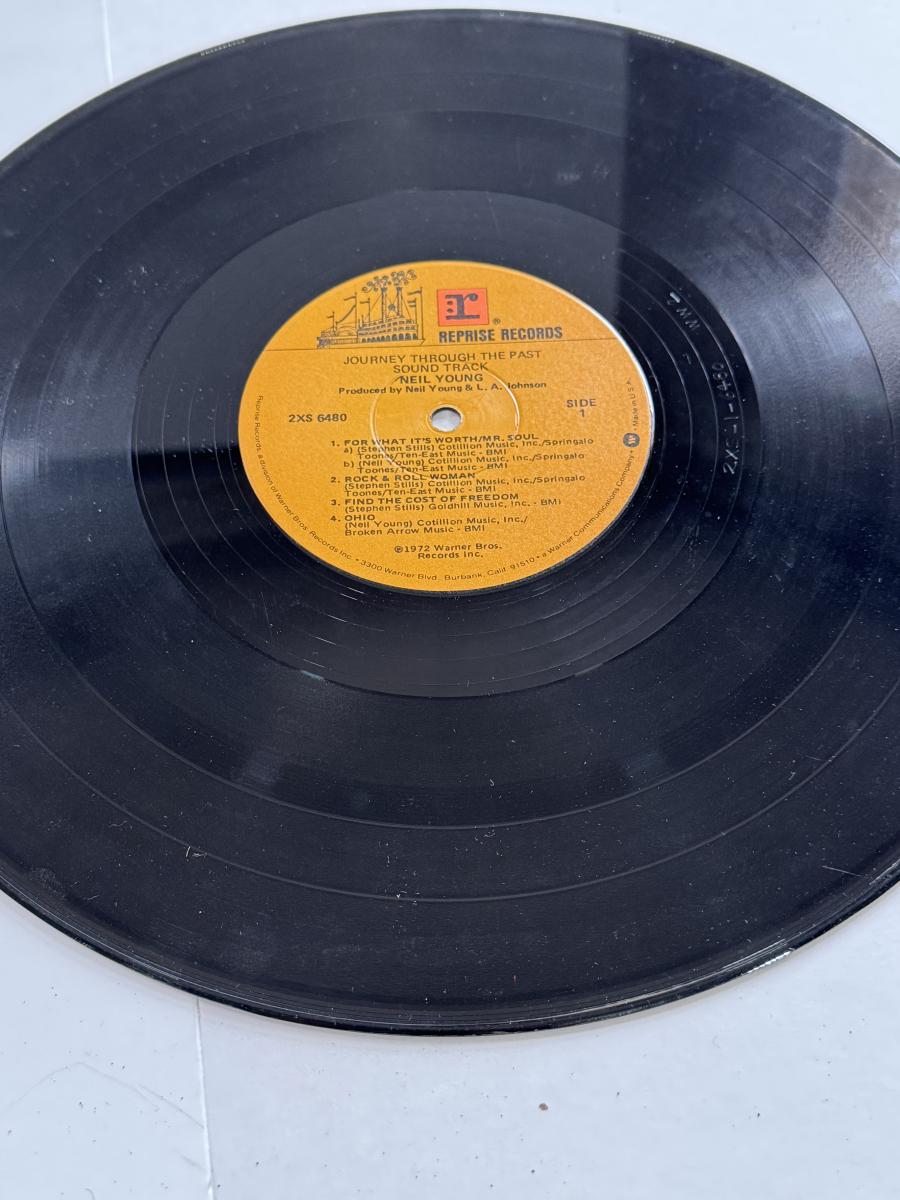 r
®
REPRISE RECORDS
JOURNEY THROUGH THE PAST
SOUND TRACK
NEIL YOUNG
Produced by Neil Young & L. A. Johnson
2XS 6480
SIDE
1
1. FOR WHAT IT'S WORTH/MR. SOUL
a) (Stephen Stills) Cotillion Music, Inc./Springalo
Toones/Ten-East Music - BMI
b) (Neil Young) Cotillion Music, Inc./Springalo
Toones/Ten-East Music - BMI
2. ROCK & ROLL WOMAN
(Stephen Stills) Cotillion Music, Inc./Springalo
Toones/Ten-East Music - BMI
3. FIND THE COST OF FREEDOM
(Stephen Stills) Goldhill Music, Inc. - BMI
4. OHIO
(Neil Young) Cotillion Music, Inc./
Broken Arrow Music - BMI
℗1972 Warner Bros.
Records Inc.
Reprise Records, a division of Warner Bros. Records Inc. • 3300 Warner Blvd., Burbank, Calif. 91510 • a Warner Communications Company • W • Made in U.S.A.
2XS-1-6480